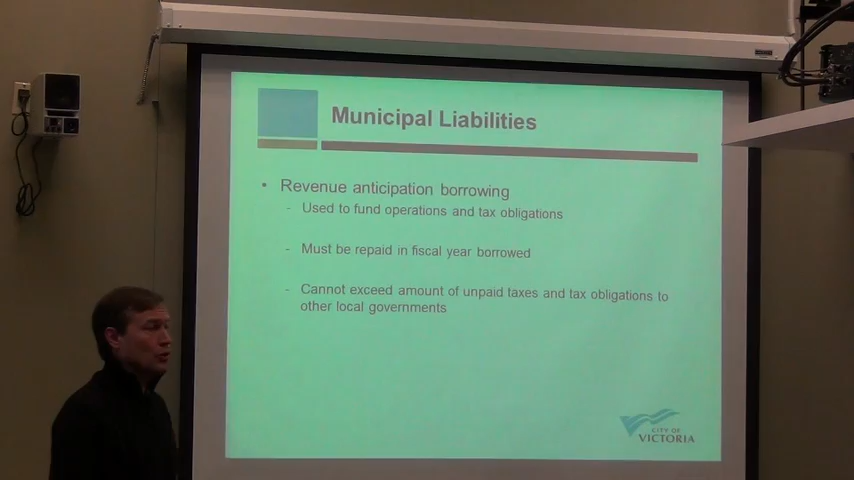 Municipal Liabilities
• Revenue anticipation borrowing
- Used to fund operations and tax obligations
- Must be repaid in fiscal year borrowed
- Cannot exceed amount of unpaid taxes and tax obligations to
other local governments
CITY OF
VICTORIA